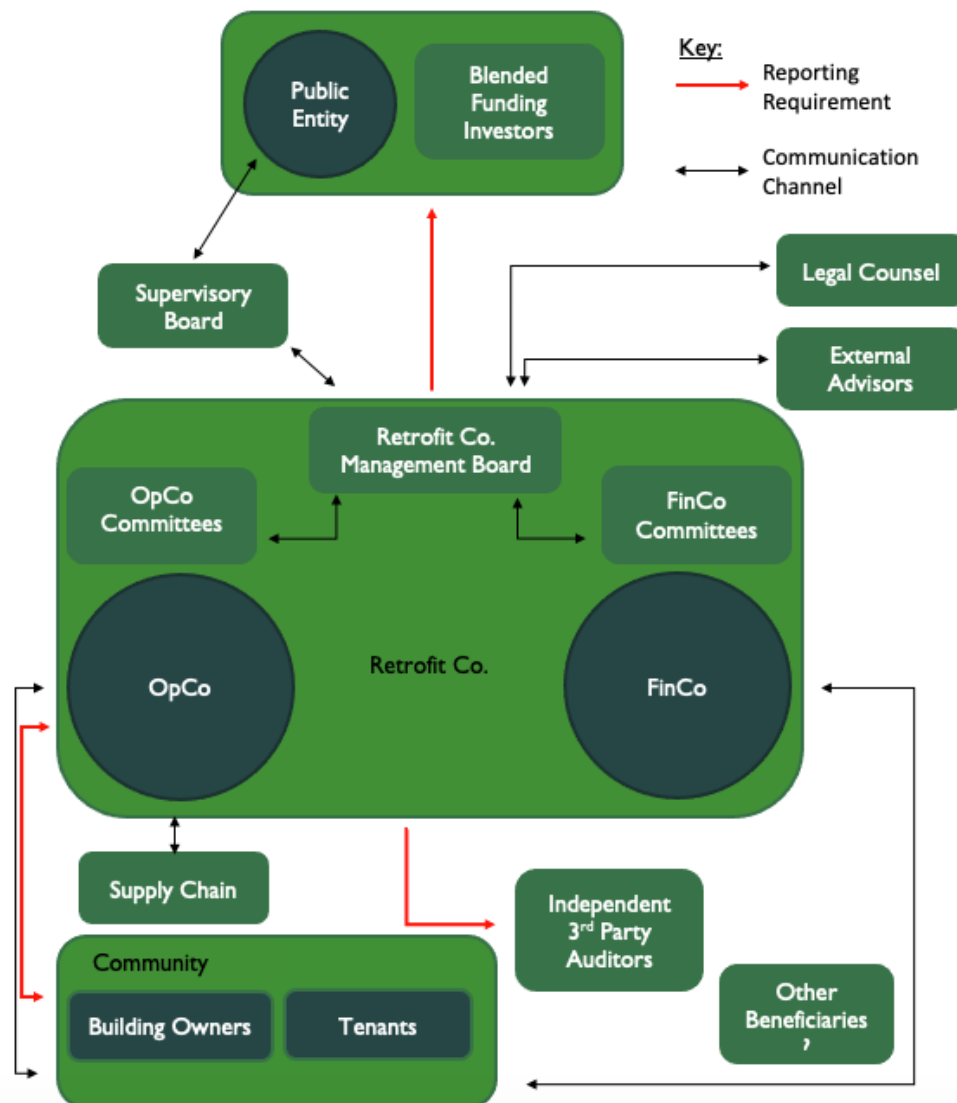 Public
Entity
Blended
Funding
Investors
Key:
Reporting
Requirement
Communication
Channel
Supervisory
Board
Legal Counsel
External
Advisors
Retrofit Co.
Management Board
OpCo
Committees
FinCo
Committees
OpCo
Retrofit Co.
FinCo
Supply Chain
Independent
3rd Party
Auditors
Community
Building Owners
Tenants
Other
Beneficiaries
?